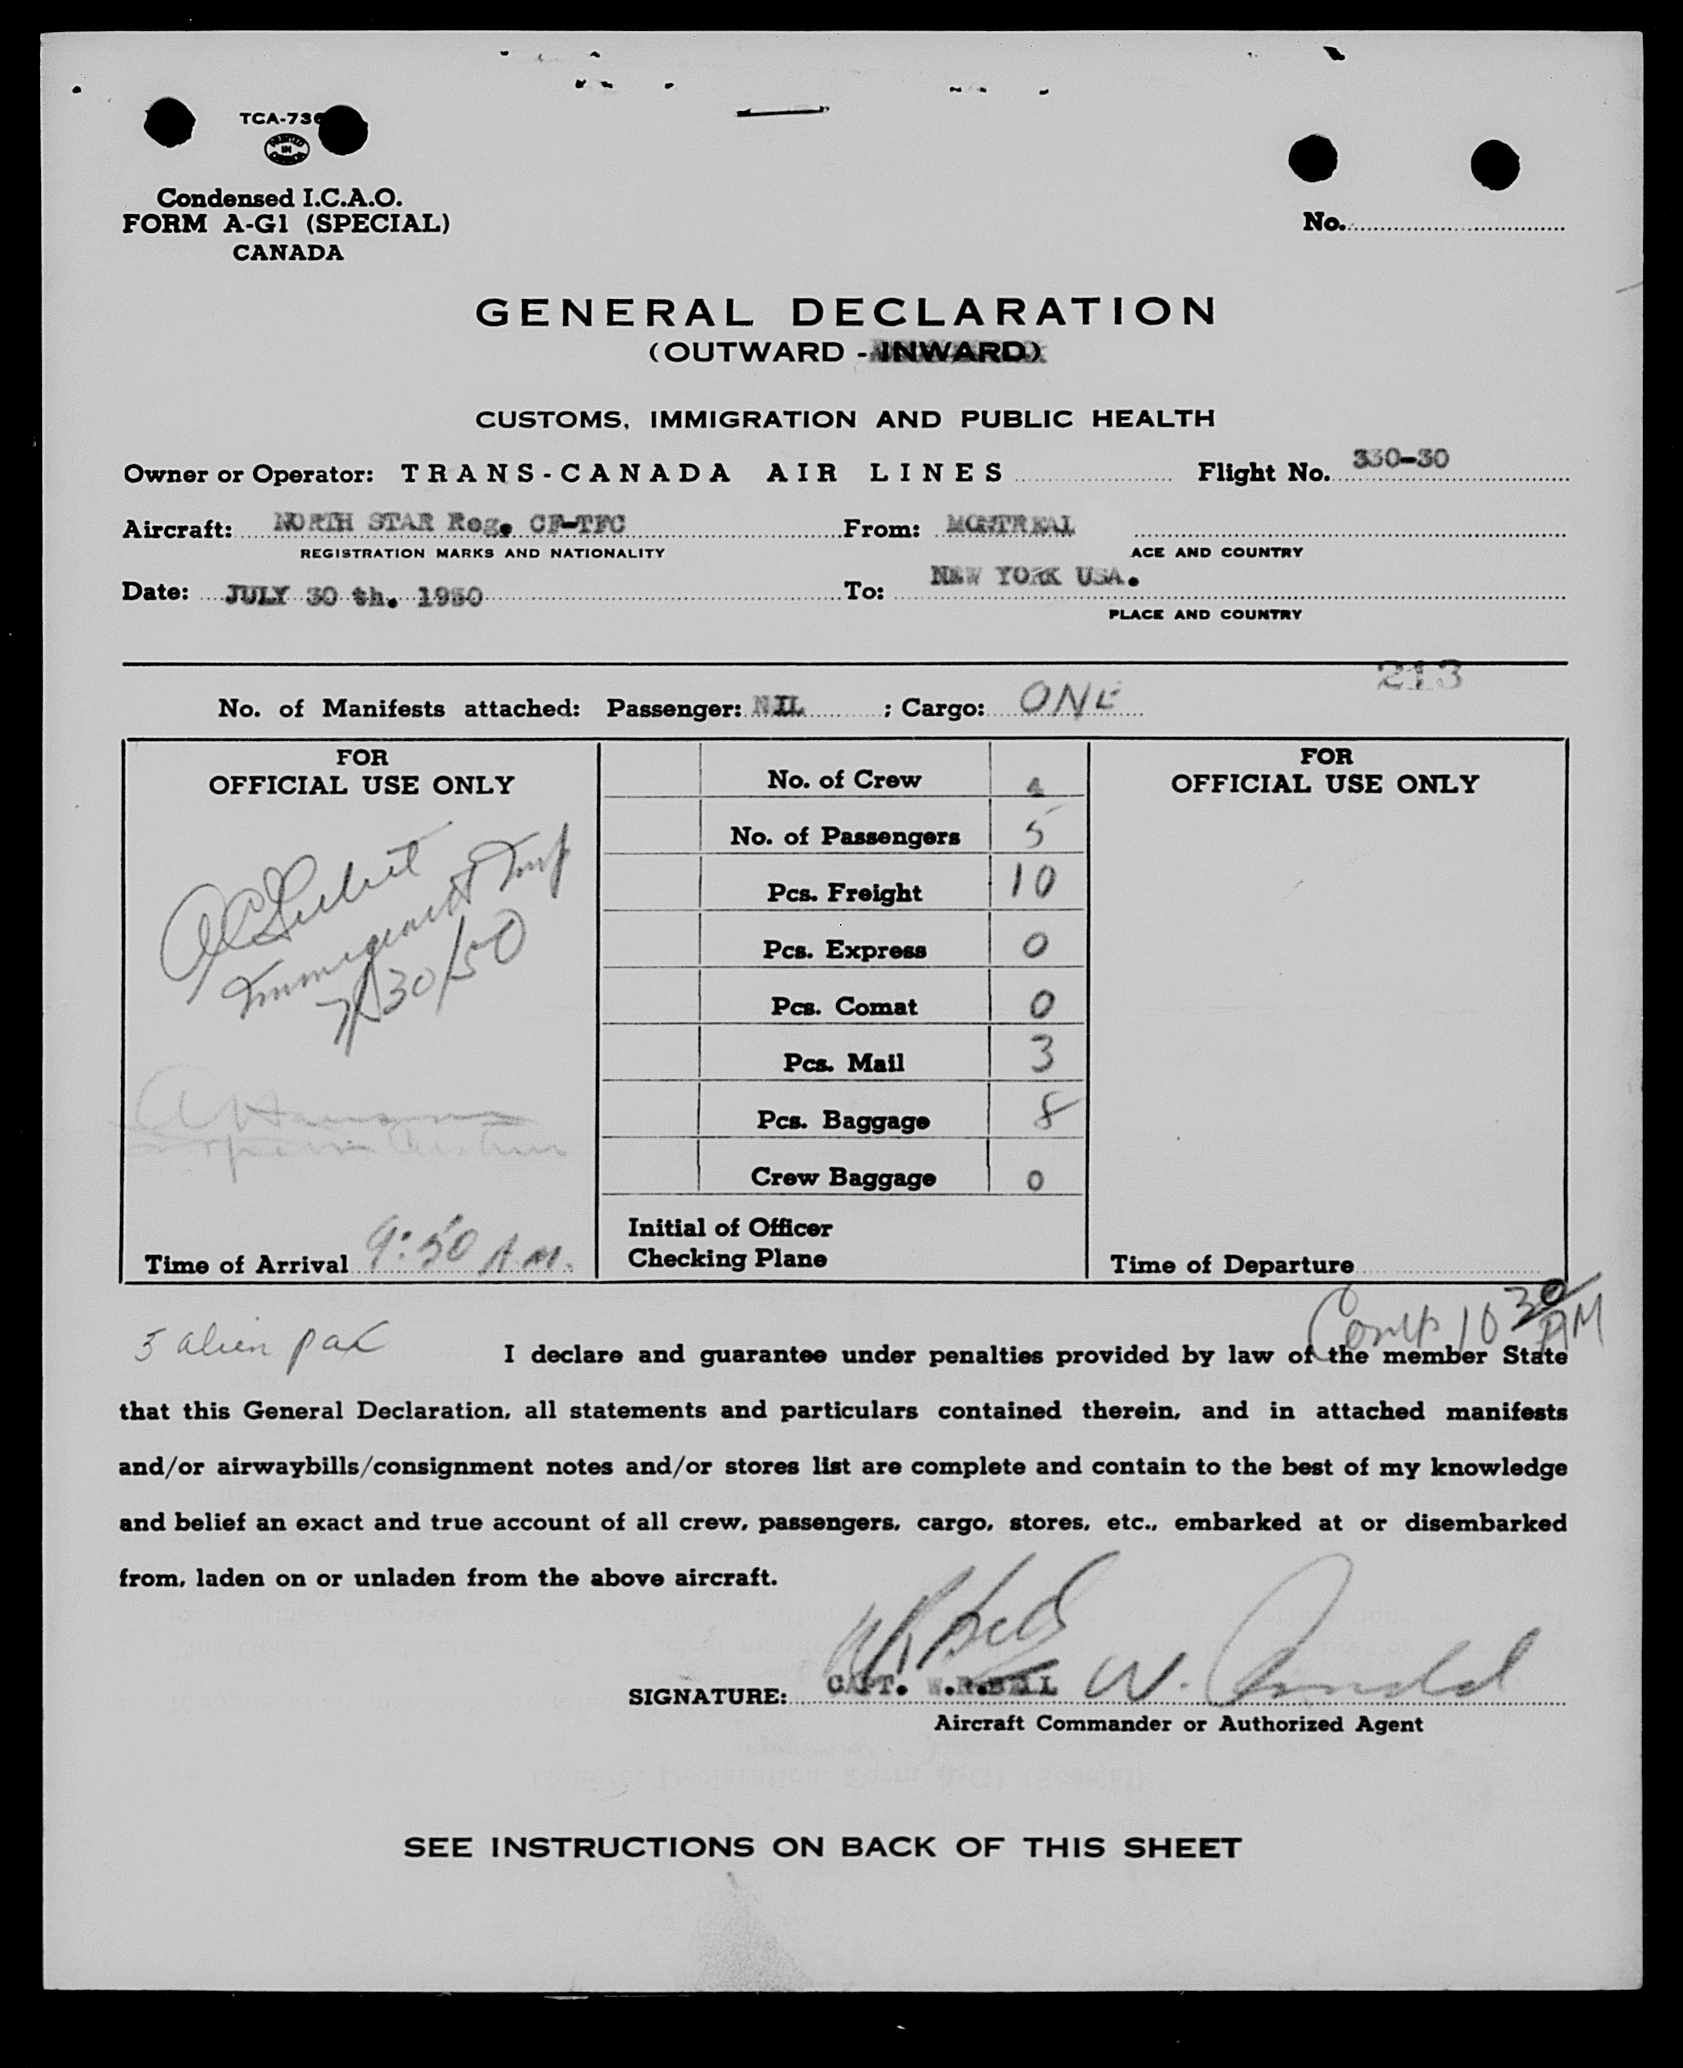 TCA-736
PRINTED IN CANADA
Condensed I.C.A.O.
FORM A-G1 (SPECIAL)
CANADA
No.
GENERAL DECLARATION
(OUTWARD - INWARD)
CUSTOMS, IMMIGRATION AND PUBLIC HEALTH
Owner or Operator: TRANS-CANADA AIR LINES Flight No. 330-30
Aircraft: NORTH STAR Reg. CF-TFC From: MONTREAL
REGISTRATION MARKS AND NATIONALITY ACE AND COUNTRY
Date: JULY 30 th. 1950 To: NEW YORK USA.
PLACE AND COUNTRY
213
No. of Manifests attached: Passenger: NIL ; Cargo: ONE
FOR
OFFICIAL USE ONLY
Immigrant Insp
7/30/50
Time of Arrival 9:50 A.M.
No. of Crew 4
No. of Passengers 5
Pcs. Freight 10
Pcs. Express 0
Pcs. Comat 0
Pcs. Mail 3
Pcs. Baggage 8
Crew Baggage 0
Initial of Officer
Checking Plane
FOR
OFFICIAL USE ONLY
Time of Departure
Comp 10 30 AM
5 alien pax
I declare and guarantee under penalties provided by law of the member State
that this General Declaration, all statements and particulars contained therein, and in attached manifests
and/or airwaybills/consignment notes and/or stores list are complete and contain to the best of my knowledge
and belief an exact and true account of all crew, passengers, cargo, stores, etc., embarked at or disembarked
from, laden on or unladen from the above aircraft.
SIGNATURE: CAPT. W.R.BELL W. Arnold
Aircraft Commander or Authorized Agent
SEE INSTRUCTIONS ON BACK OF THIS SHEET